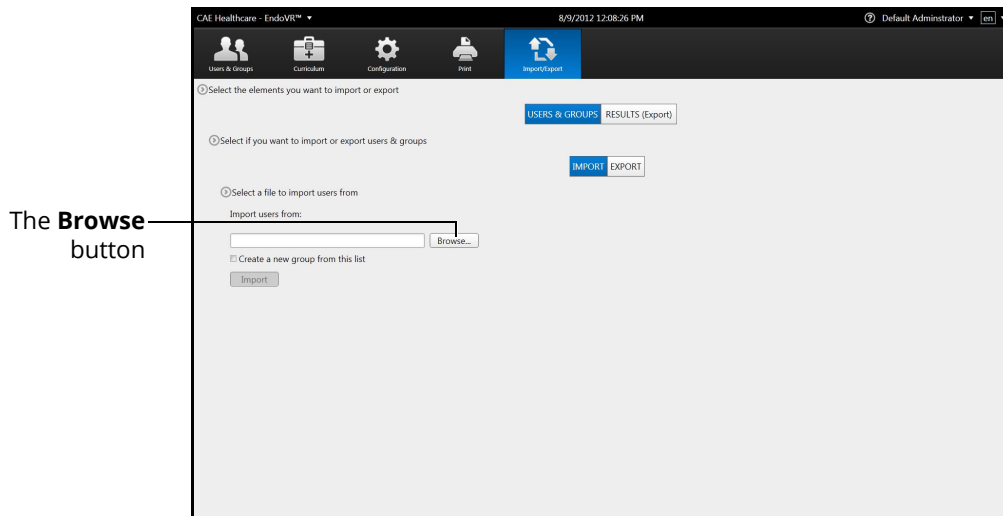 CAE Healthcare - EndoVR™ 8/9/2012 12:08:26 PM Default Adminstrator en
Users & Groups Curriculum Configuration Print Import/Export
Select the elements you want to import or export
USERS & GROUPS RESULTS (Export)
Select if you want to import or export users & groups
IMPORT EXPORT
Select a file to import users from
Import users from:
The Browse
button
Browse...
Create a new group from this list
Import